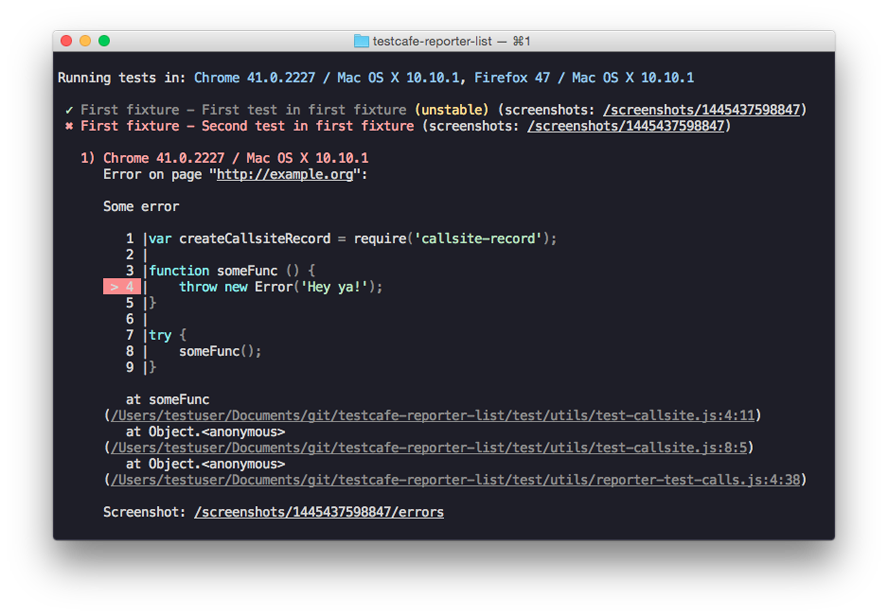 testcafe-reporter-list — ⌘1
Running tests in: Chrome 41.0.2227 / Mac OS X 10.10.1, Firefox 47 / Mac OS X 10.10.1
✓ First fixture - First test in first fixture (unstable) (screenshots: /screenshots/1445437598847)
✖ First fixture - Second test in first fixture (screenshots: /screenshots/1445437598847)
1) Chrome 41.0.2227 / Mac OS X 10.10.1
Error on page "http://example.org":
Some error
1 |var createCallsiteRecord = require('callsite-record');
2 |
3 |function someFunc () {
> 4 |    throw new Error('Hey ya!');
5 |}
6 |
7 |try {
8 |    someFunc();
9 |}
at someFunc
(/Users/testuser/Documents/git/testcafe-reporter-list/test/utils/test-callsite.js:4:11)
at Object.<anonymous>
(/Users/testuser/Documents/git/testcafe-reporter-list/test/utils/test-callsite.js:8:5)
at Object.<anonymous>
(/Users/testuser/Documents/git/testcafe-reporter-list/test/utils/reporter-test-calls.js:4:38)
Screenshot: /screenshots/1445437598847/errors